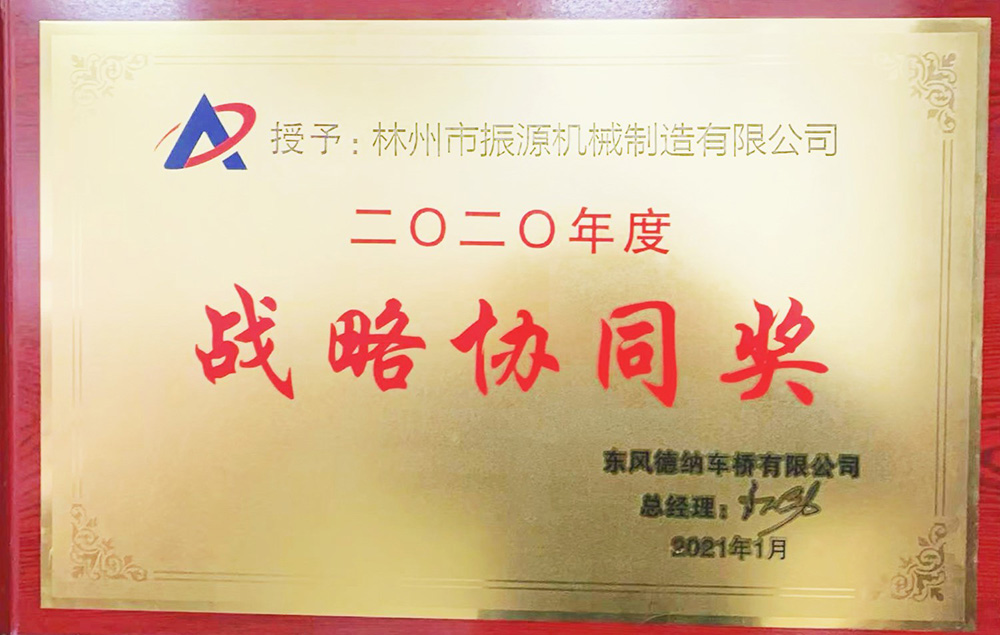 授予：林州市振源机械制造有限公司
二〇二〇年度
战略协同奖
东风德纳车桥有限公司
总经理：
2021年1月